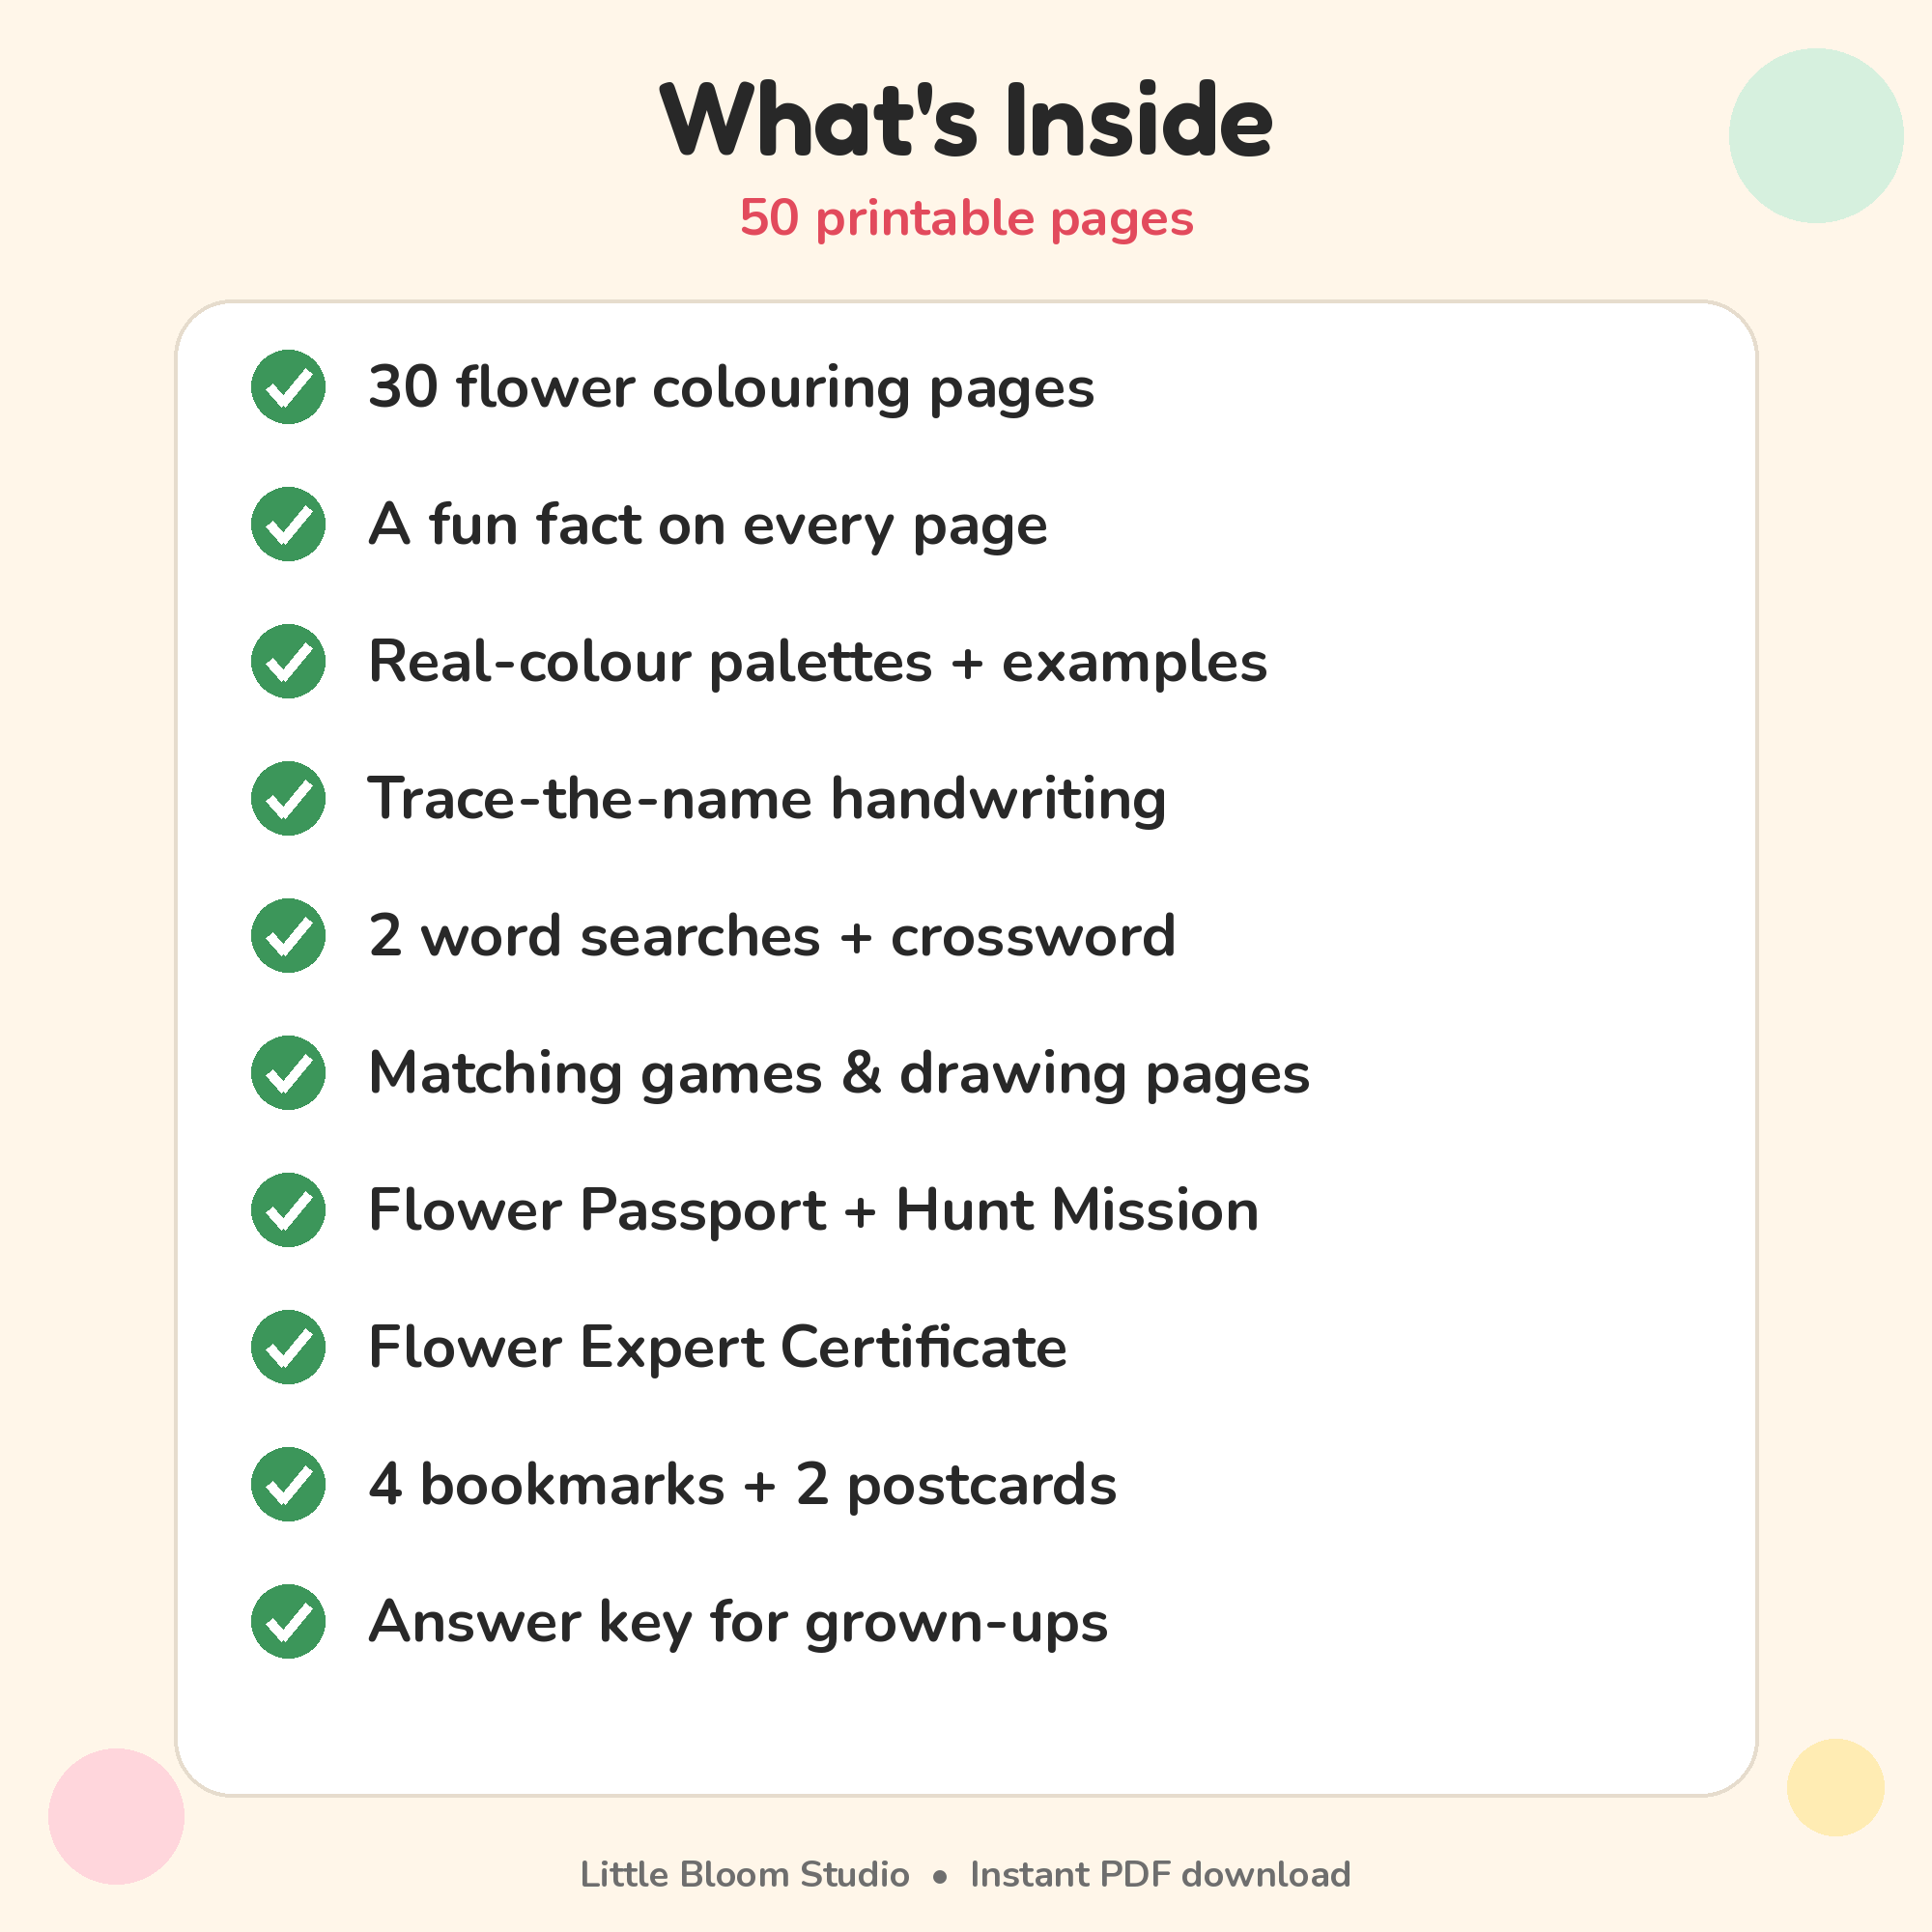 What's Inside
50 printable pages
30 flower colouring pages
A fun fact on every page
Real-colour palettes + examples
Trace-the-name handwriting
2 word searches + crossword
Matching games & drawing pages
Flower Passport + Hunt Mission
Flower Expert Certificate
4 bookmarks + 2 postcards
Answer key for grown-ups
Little Bloom Studio • Instant PDF download